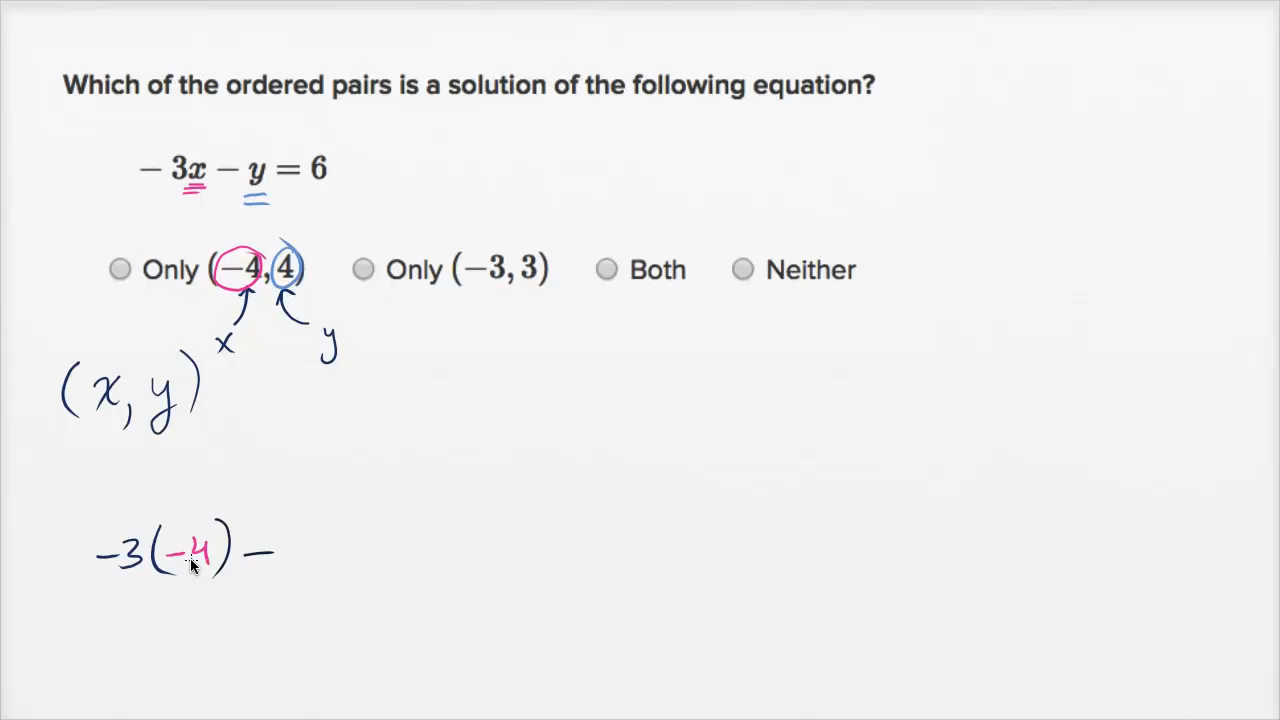 Which of the ordered pairs is a solution of the following equation?
− 3x − y = 6
Only (−4, 4) Only (−3, 3) Both Neither
x y
(x, y)
−3(−4) −